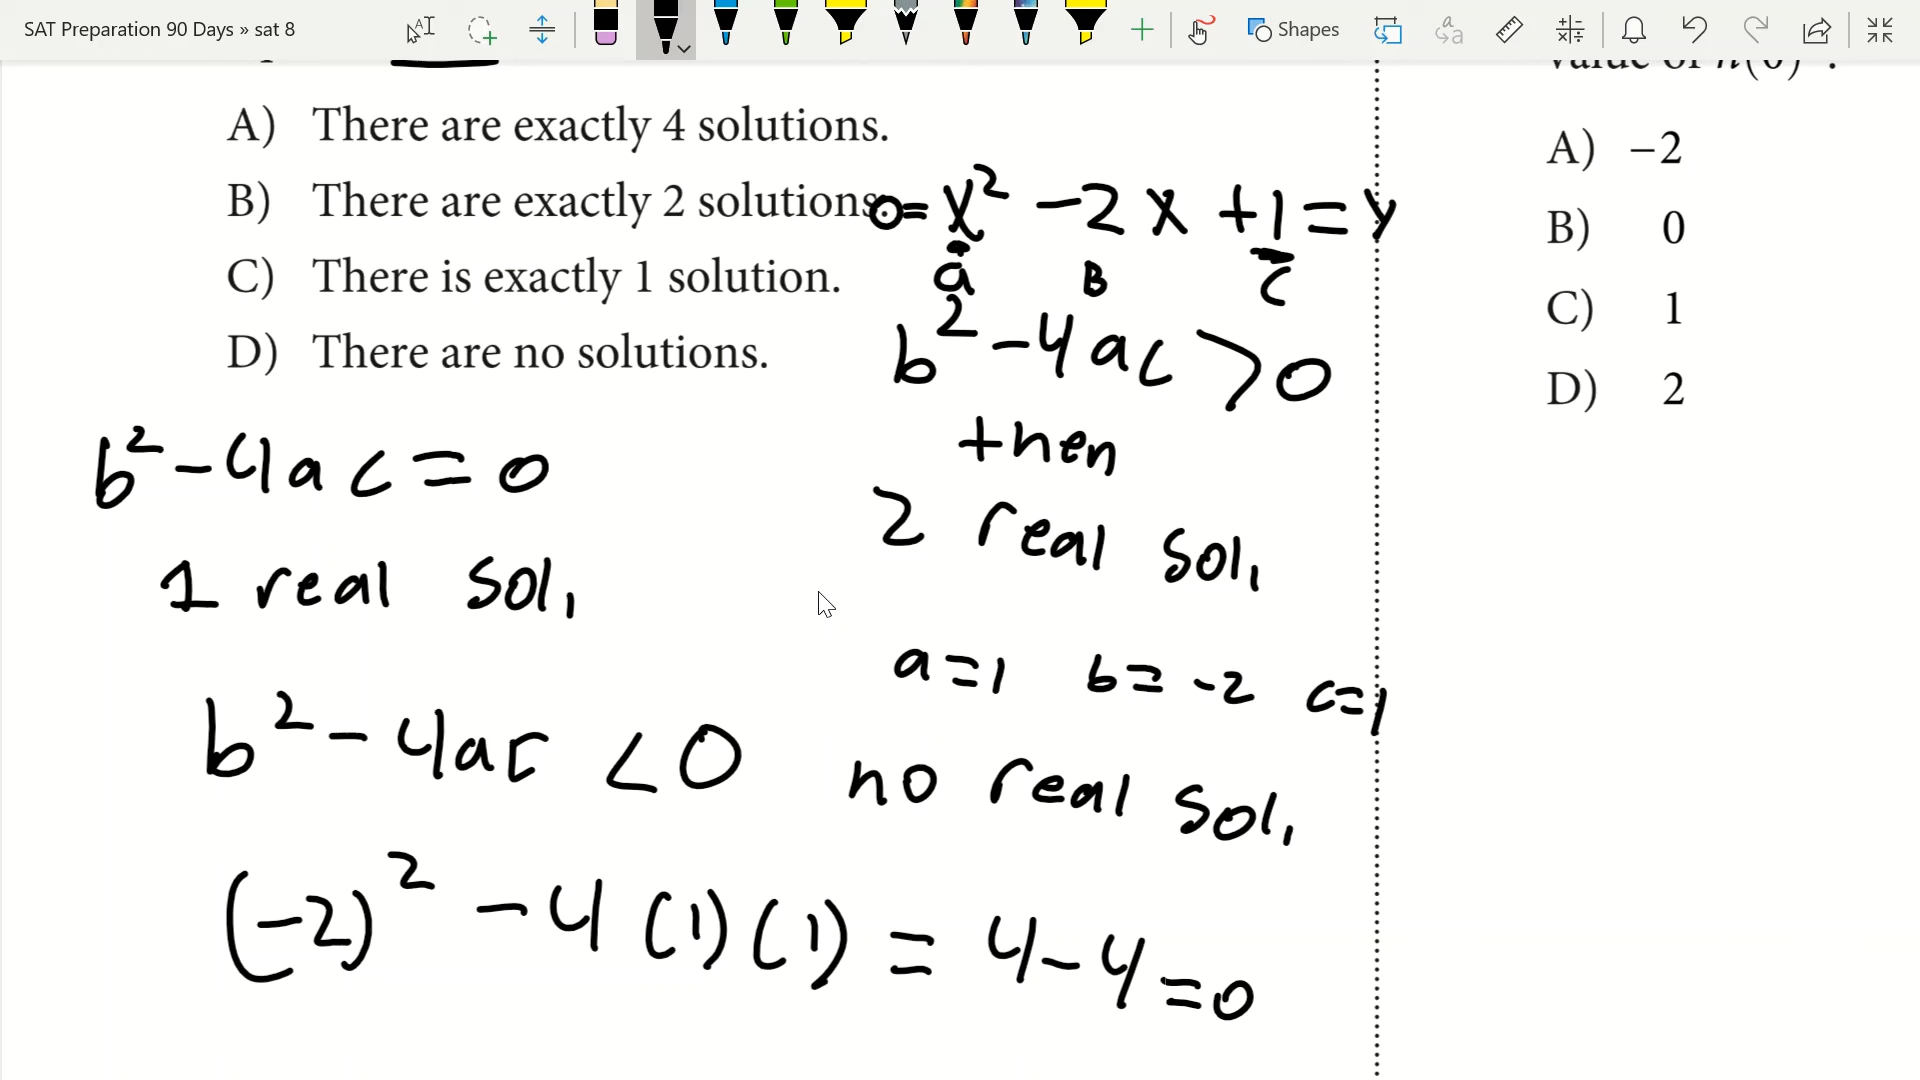 SAT Preparation 90 Days » sat 8
Shapes
A) There are exactly 4 solutions.
B) There are exactly 2 solutions
C) There is exactly 1 solution.
D) There are no solutions.
0 = x² - 2x + 1 = y
a B c
b² - 4ac > 0
then
2 real sol.
b² - 4ac = 0
1 real sol.
a = 1 b = -2 c = 1
b² - 4ac < 0 no real sol.
(-2)² - 4(1)(1) = 4 - 4 = 0
A) −2
B) 0
C) 1
D) 2